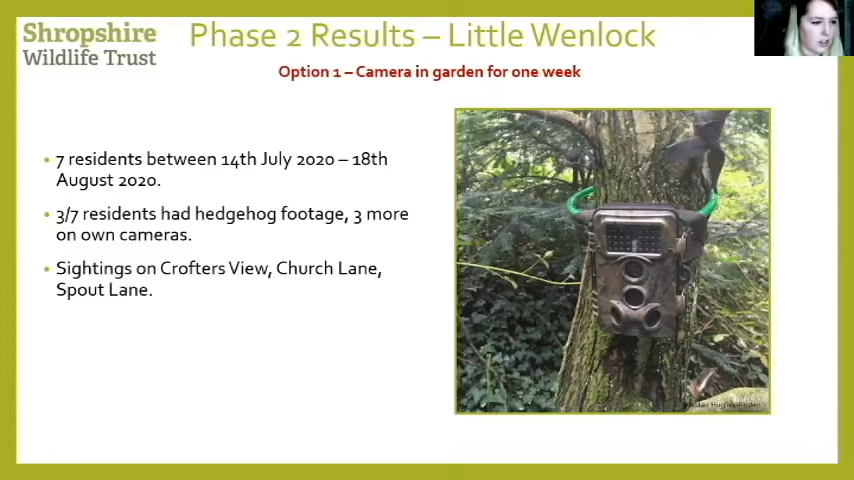 Shropshire
Wildlife Trust
Phase 2 Results – Little Wenlock
Option 1 – Camera in garden for one week
• 7 residents between 14th July 2020 – 18th
August 2020.
• 3/7 residents had hedgehog footage, 3 more
on own cameras.
• Sightings on Crofters View, Church Lane,
Spout Lane.